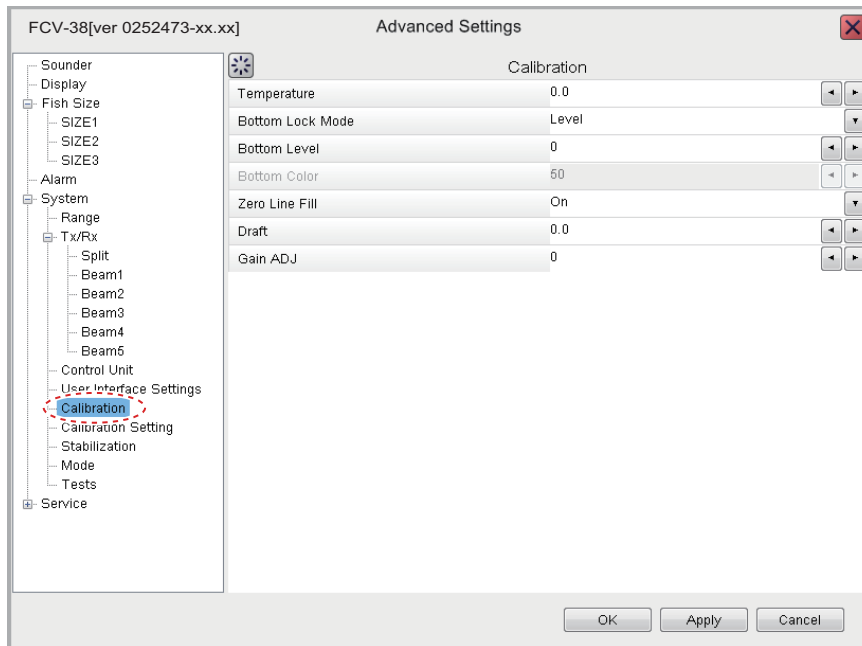 FCV-38[ver 0252473-xx.xx]
Advanced Settings
Sounder
Display
Fish Size
SIZE1
SIZE2
SIZE3
Alarm
System
Range
Tx/Rx
Split
Beam1
Beam2
Beam3
Beam4
Beam5
Control Unit
User Interface Settings
Calibration
Calibration Setting
Stabilization
Mode
Tests
Service
Calibration
Temperature 0.0
Bottom Lock Mode Level
Bottom Level 0
Bottom Color 50
Zero Line Fill On
Draft 0.0
Gain ADJ 0
OK Apply Cancel